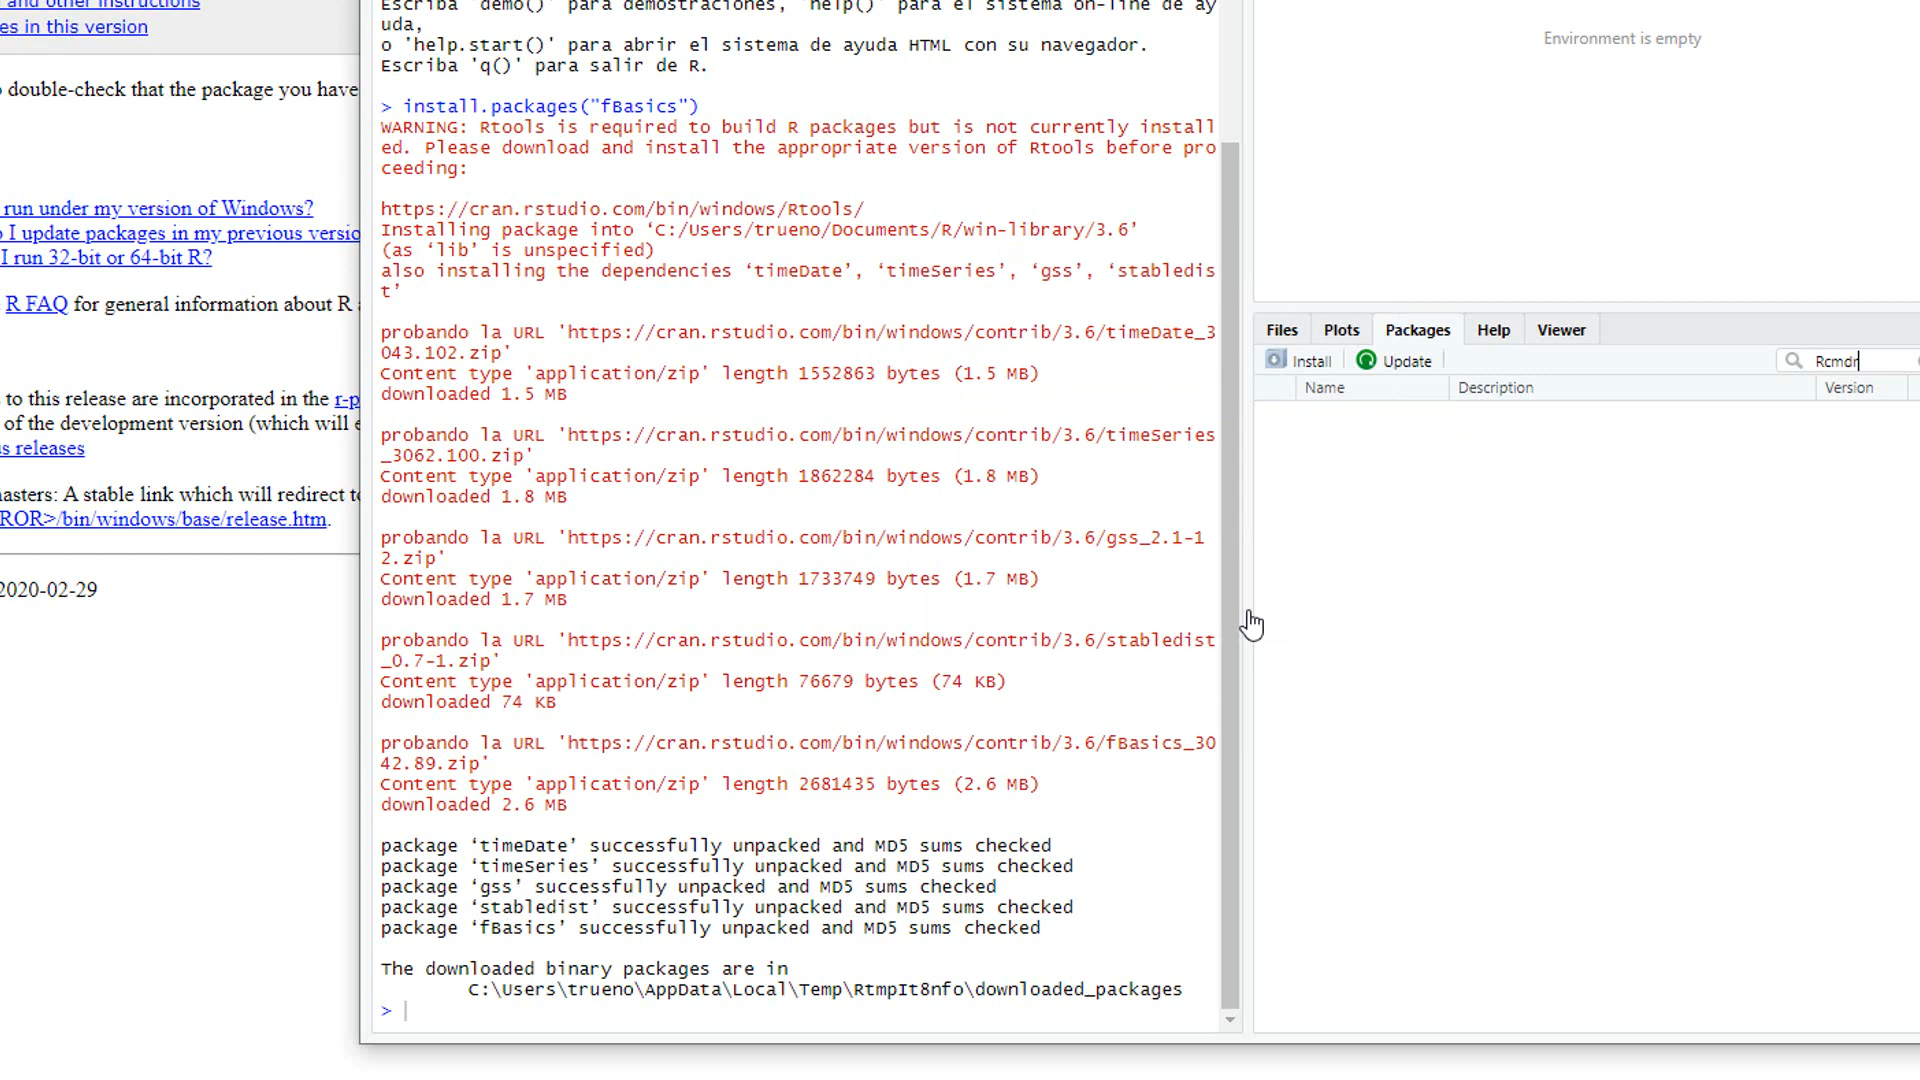 and other instructions
es in this version
double-check that the package you have
run under my version of Windows?
I update packages in my previous versio
I run 32-bit or 64-bit R?
R FAQ for general information about R
to this release are incorporated in the r-p
of the development version (which will e
s releases
asters: A stable link which will redirect to
ROR>/bin/windows/base/release.htm.
2020-02-29
Escriba 'demo()' para demostraciones, 'help()' para el sistema on-line de ay
uda,
o 'help.start()' para abrir el sistema de ayuda HTML con su navegador.
Escriba 'q()' para salir de R.
> install.packages("fBasics")
WARNING: Rtools is required to build R packages but is not currently install
ed. Please download and install the appropriate version of Rtools before pro
ceeding:
https://cran.rstudio.com/bin/windows/Rtools/
Installing package into ‘C:/Users/trueno/Documents/R/win-library/3.6’
(as ‘lib’ is unspecified)
also installing the dependencies ‘timeDate’, ‘timeSeries’, ‘gss’, ‘stabledis
t’
probando la URL 'https://cran.rstudio.com/bin/windows/contrib/3.6/timeDate_3
043.102.zip'
Content type 'application/zip' length 1552863 bytes (1.5 MB)
downloaded 1.5 MB
probando la URL 'https://cran.rstudio.com/bin/windows/contrib/3.6/timeSeries
_3062.100.zip'
Content type 'application/zip' length 1862284 bytes (1.8 MB)
downloaded 1.8 MB
probando la URL 'https://cran.rstudio.com/bin/windows/contrib/3.6/gss_2.1-1
2.zip'
Content type 'application/zip' length 1733749 bytes (1.7 MB)
downloaded 1.7 MB
probando la URL 'https://cran.rstudio.com/bin/windows/contrib/3.6/stabledist
_0.7-1.zip'
Content type 'application/zip' length 76679 bytes (74 KB)
downloaded 74 KB
probando la URL 'https://cran.rstudio.com/bin/windows/contrib/3.6/fBasics_30
42.89.zip'
Content type 'application/zip' length 2681435 bytes (2.6 MB)
downloaded 2.6 MB
package ‘timeDate’ successfully unpacked and MD5 sums checked
package ‘timeSeries’ successfully unpacked and MD5 sums checked
package ‘gss’ successfully unpacked and MD5 sums checked
package ‘stabledist’ successfully unpacked and MD5 sums checked
package ‘fBasics’ successfully unpacked and MD5 sums checked
The downloaded binary packages are in
C:\Users\trueno\AppData\Local\Temp\RtmpIt8nfo\downloaded_packages
>
Environment is empty
Files Plots Packages Help Viewer
Install Update Rcmdr
Name Description Version